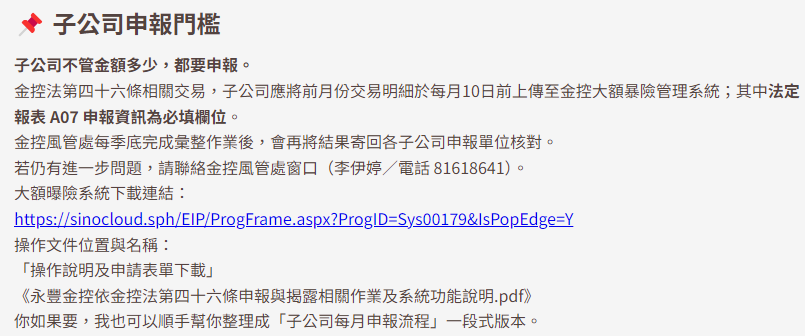 📌 子公司申報門檻
子公司不管金額多少，都要申報。
金控法第四十六條相關交易，子公司應將前月份交易明細於每月10日前上傳至金控大額暴險管理系統；其中法定
報表 A07 申報資訊為必填欄位。
金控風管處每季底完成彙整作業後，會再將結果寄回各子公司申報單位核對。
若仍有進一步問題，請聯絡金控風管處窗口（李伊婷／電話 81618641）。
大額曝險系統下載連結：
https://sinocloud.sph/EIP/ProgFrame.aspx?ProgID=Sys00179&IsPopEdge=Y
操作文件位置與名稱：
「操作說明及申請表單下載」
《永豐金控依金控法第四十六條申報與揭露相關作業及系統功能說明.pdf》
你如果要，我也可以順手幫你整理成「子公司每月申報流程」一段式版本。